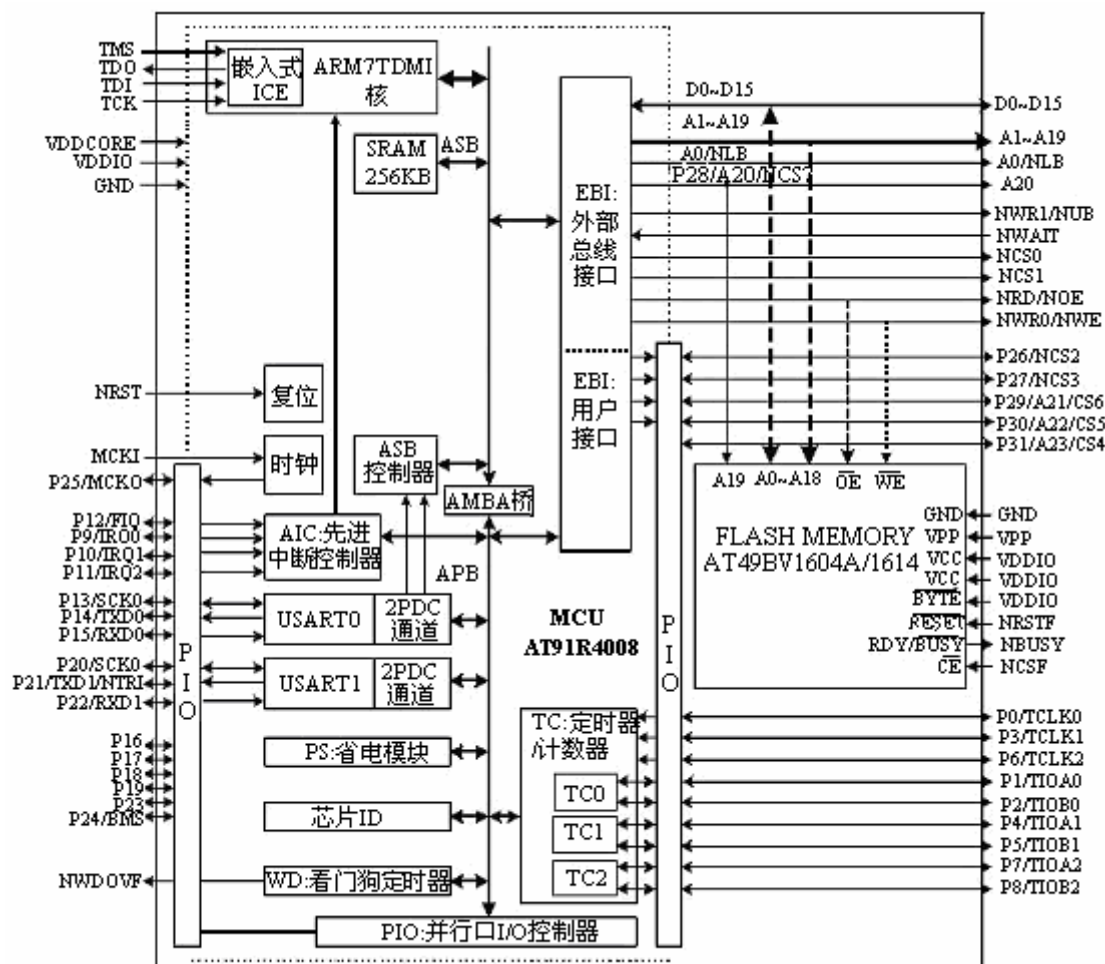 TMS
TDO
TDI
TCK
VDDCORE
VDDIO
GND
NRST
MCKI
P25/MCKO
P12/FIQ
P9/IRQ0
P10/IRQ1
P11/IRQ2
P13/SCK0
P14/TXD0
P15/RXD0
P20/SCK0
P21/TXD1/NTRI
P22/RXD1
P16
P17
P18
P19
P23
P24/BMS
NWDOVF
PIO
嵌入式
ICE
ARM7TDMI
核
SRAM
256KB
ASB
复位
时钟
ASB
控制器
AMBA桥
AIC:先进
中断控制器
APB
USART0
2PDC
通道
USART1
2PDC
通道
PS:省电模块
芯片ID
WD:看门狗定时器
PIO:并行口I/O控制器
EBI:
外部
总线
接口
EBI:
用户
接口
MCU
AT91R4008
TC:定时器
/计数器
TC0
TC1
TC2
PIO
D0~D15
A1~A19
A0/NLB
P28/A20/NCS7
A19
A0~A18
OE
WE
FLASH MEMORY
AT49BV1604A/1614
GND
VPP
VCC
VCC
BYTE
RESET
RDY/BUSY
CE
D0~D15
A1~A19
A0/NLB
A20
NWR1/NUB
NWAIT
NCS0
NCS1
NRD/NOE
NWR0/NWE
P26/NCS2
P27/NCS3
P29/A21/CS6
P30/A22/CS5
P31/A23/CS4
GND
VPP
VDDIO
VDDIO
VDDIO
NRSTF
NBUSY
NCSF
P0/TCLK0
P3/TCLK1
P6/TCLK2
P1/TIOA0
P2/TIOB0
P4/TIOA1
P5/TIOB1
P7/TIOA2
P8/TIOB2